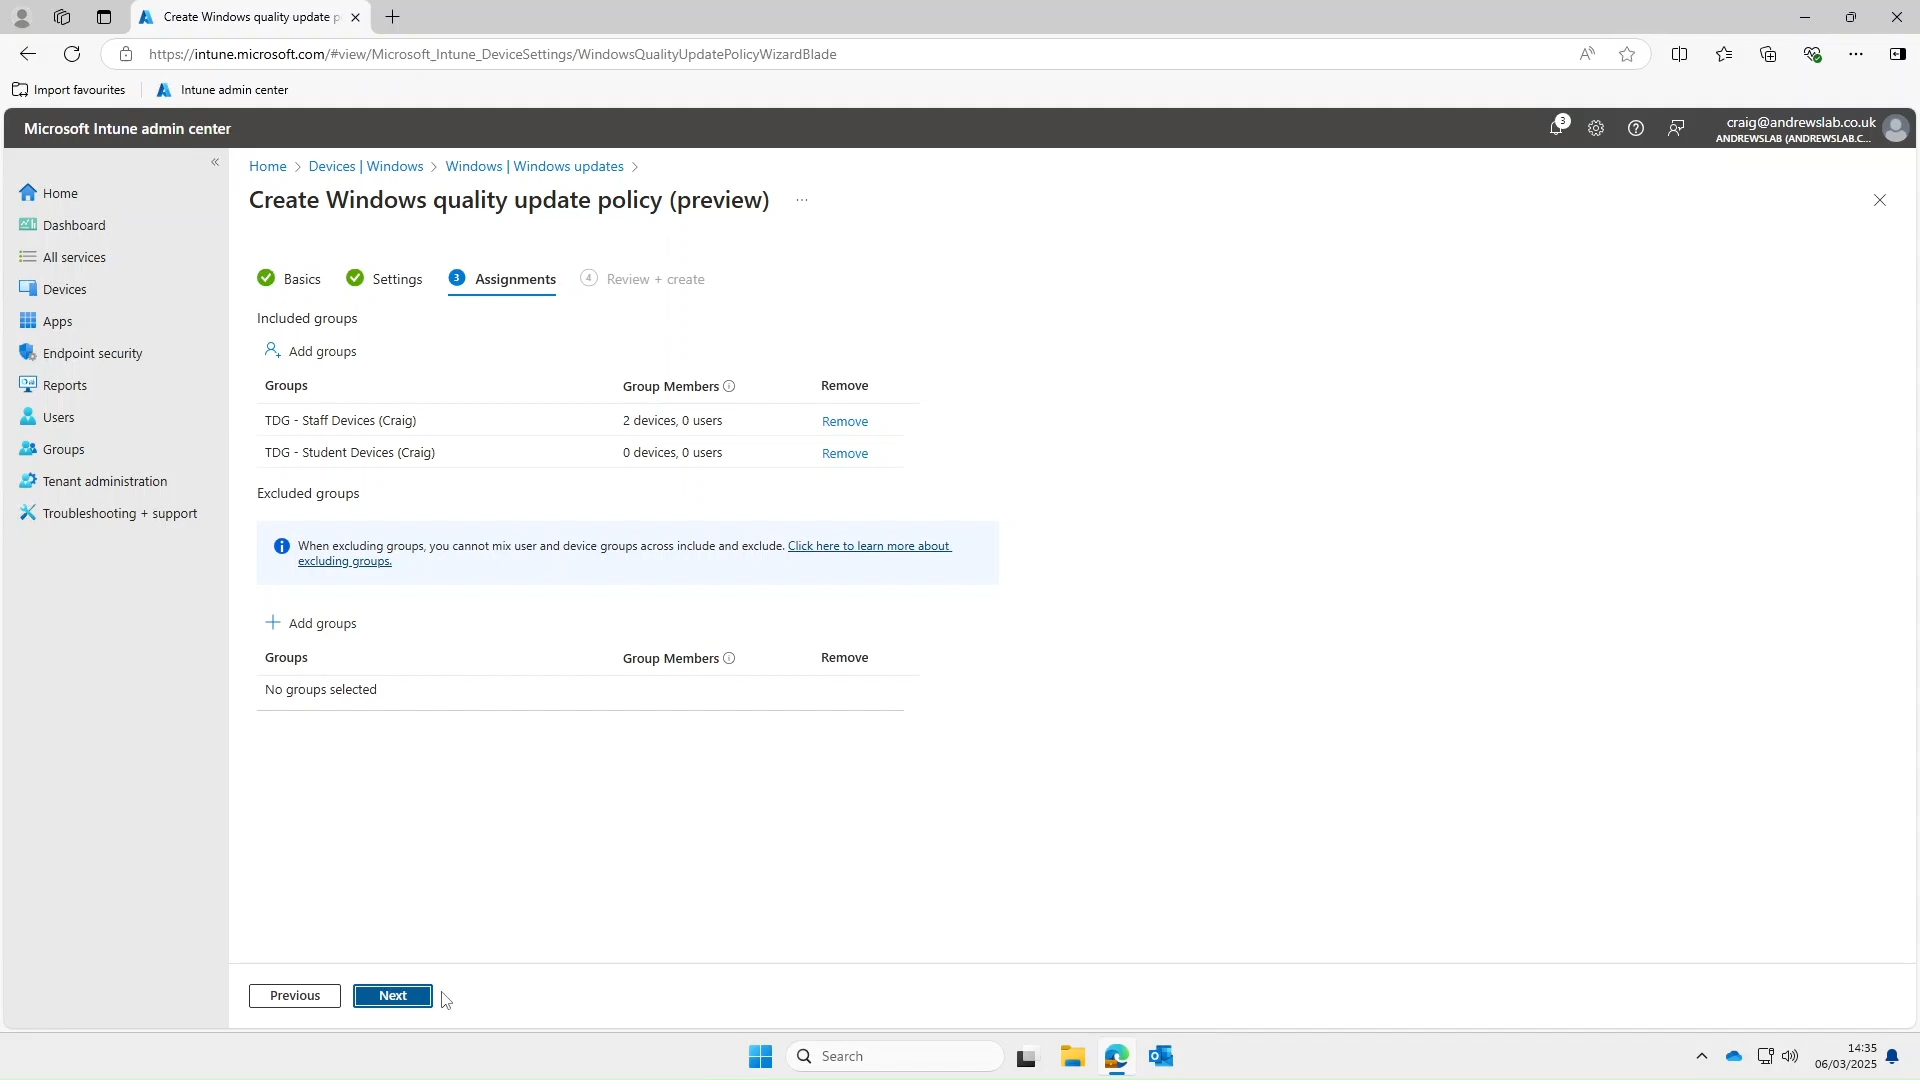 Create Windows quality update p
https://intune.microsoft.com/#view/Microsoft_Intune_DeviceSettings/WindowsQualityUpdatePolicyWizardBlade
Import favourites
Intune admin center
Microsoft Intune admin center
3
craig@andrewslab.co.uk
ANDREWSLAB (ANDREWSLAB.C...
Home
Dashboard
All services
Devices
Apps
Endpoint security
Reports
Users
Groups
Tenant administration
Troubleshooting + support
Home > Devices | Windows > Windows | Windows updates >
Create Windows quality update policy (preview) ...
Basics
Settings
3 Assignments
4 Review + create
Included groups
Add groups
Groups Group Members Remove
TDG - Staff Devices (Craig) 2 devices, 0 users Remove
TDG - Student Devices (Craig) 0 devices, 0 users Remove
Excluded groups
When excluding groups, you cannot mix user and device groups across include and exclude. Click here to learn more about
excluding groups.
Add groups
Groups Group Members Remove
No groups selected
Previous
Next
Search
14:35
06/03/2025